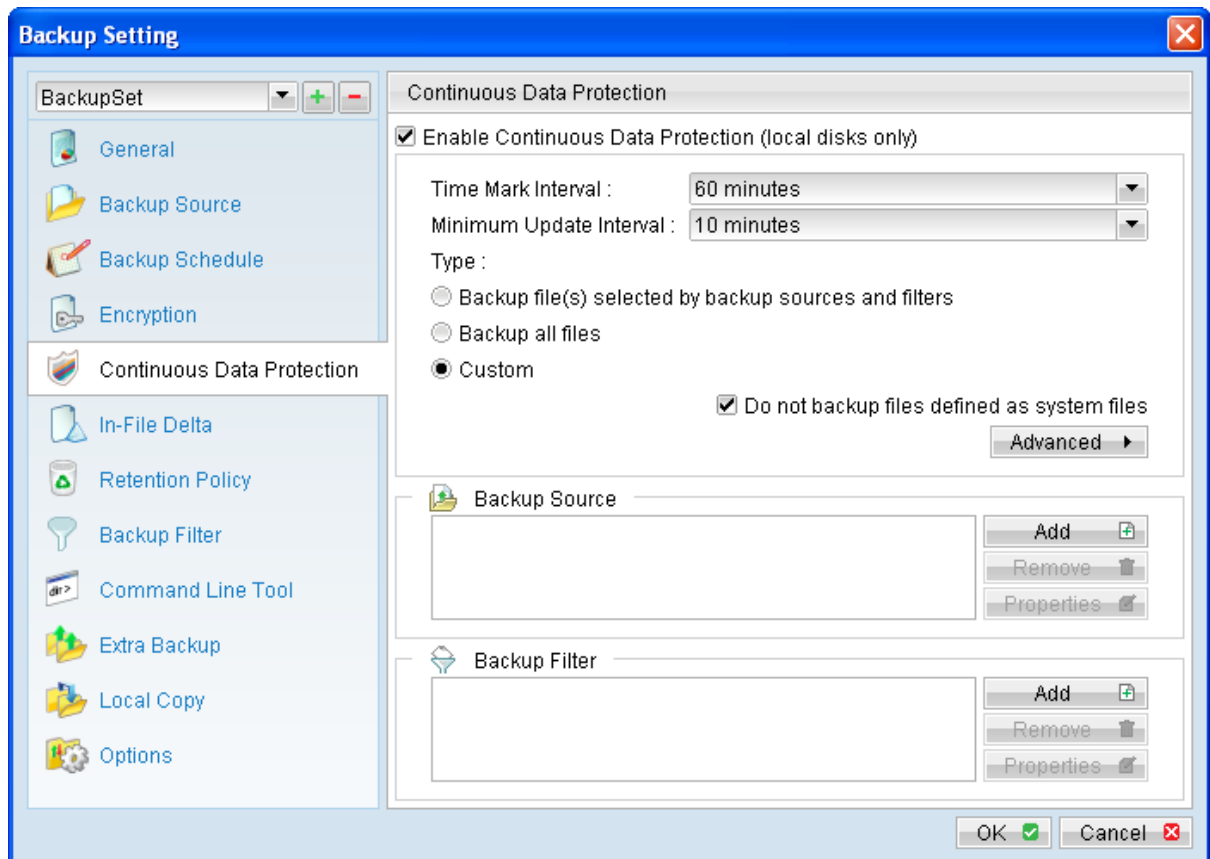 Backup Setting
BackupSet
General
Backup Source
Backup Schedule
Encryption
Continuous Data Protection
In-File Delta
Retention Policy
Backup Filter
dir>
Command Line Tool
Extra Backup
Local Copy
Options
Continuous Data Protection
Enable Continuous Data Protection (local disks only)
Time Mark Interval : 60 minutes
Minimum Update Interval : 10 minutes
Type :
Backup file(s) selected by backup sources and filters
Backup all files
Custom
Do not backup files defined as system files
Advanced
Backup Source
Add
Remove
Properties
Backup Filter
Add
Remove
Properties
OK
Cancel